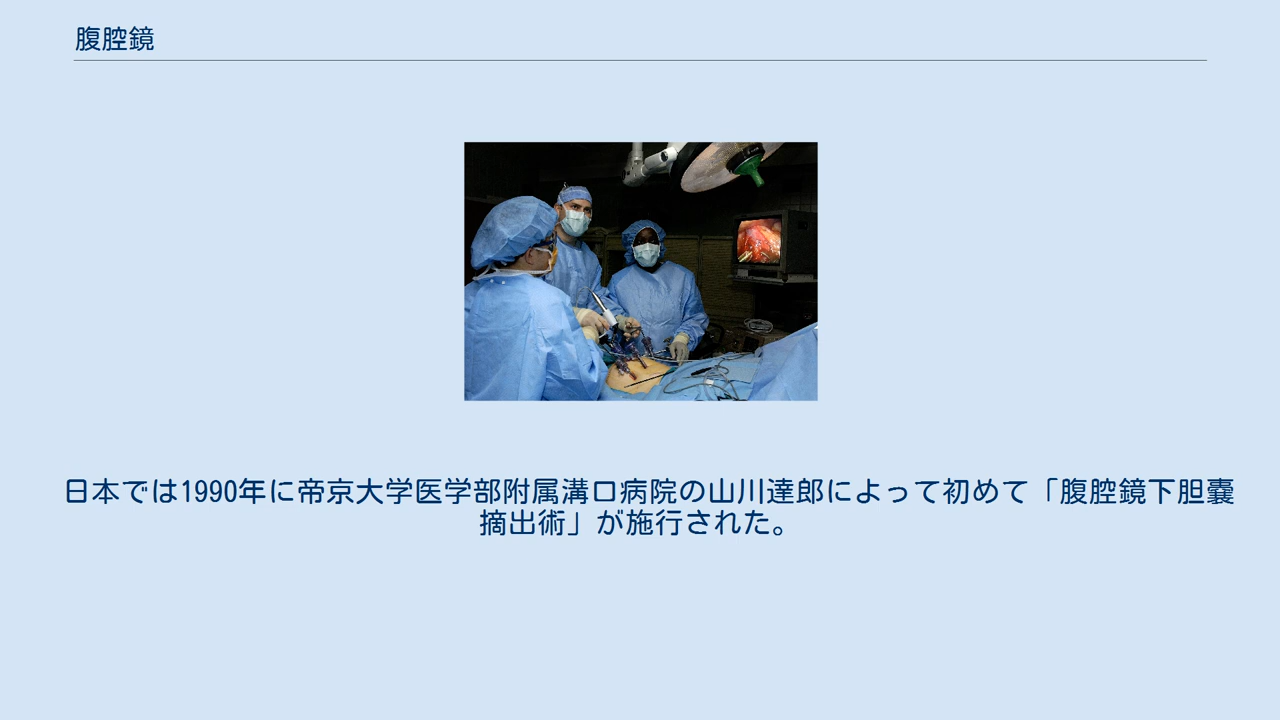 腹腔鏡
日本では1990年に帝京大学医学部附属溝口病院の山川達郎によって初めて「腹腔鏡下胆嚢
摘出術」が施行された。